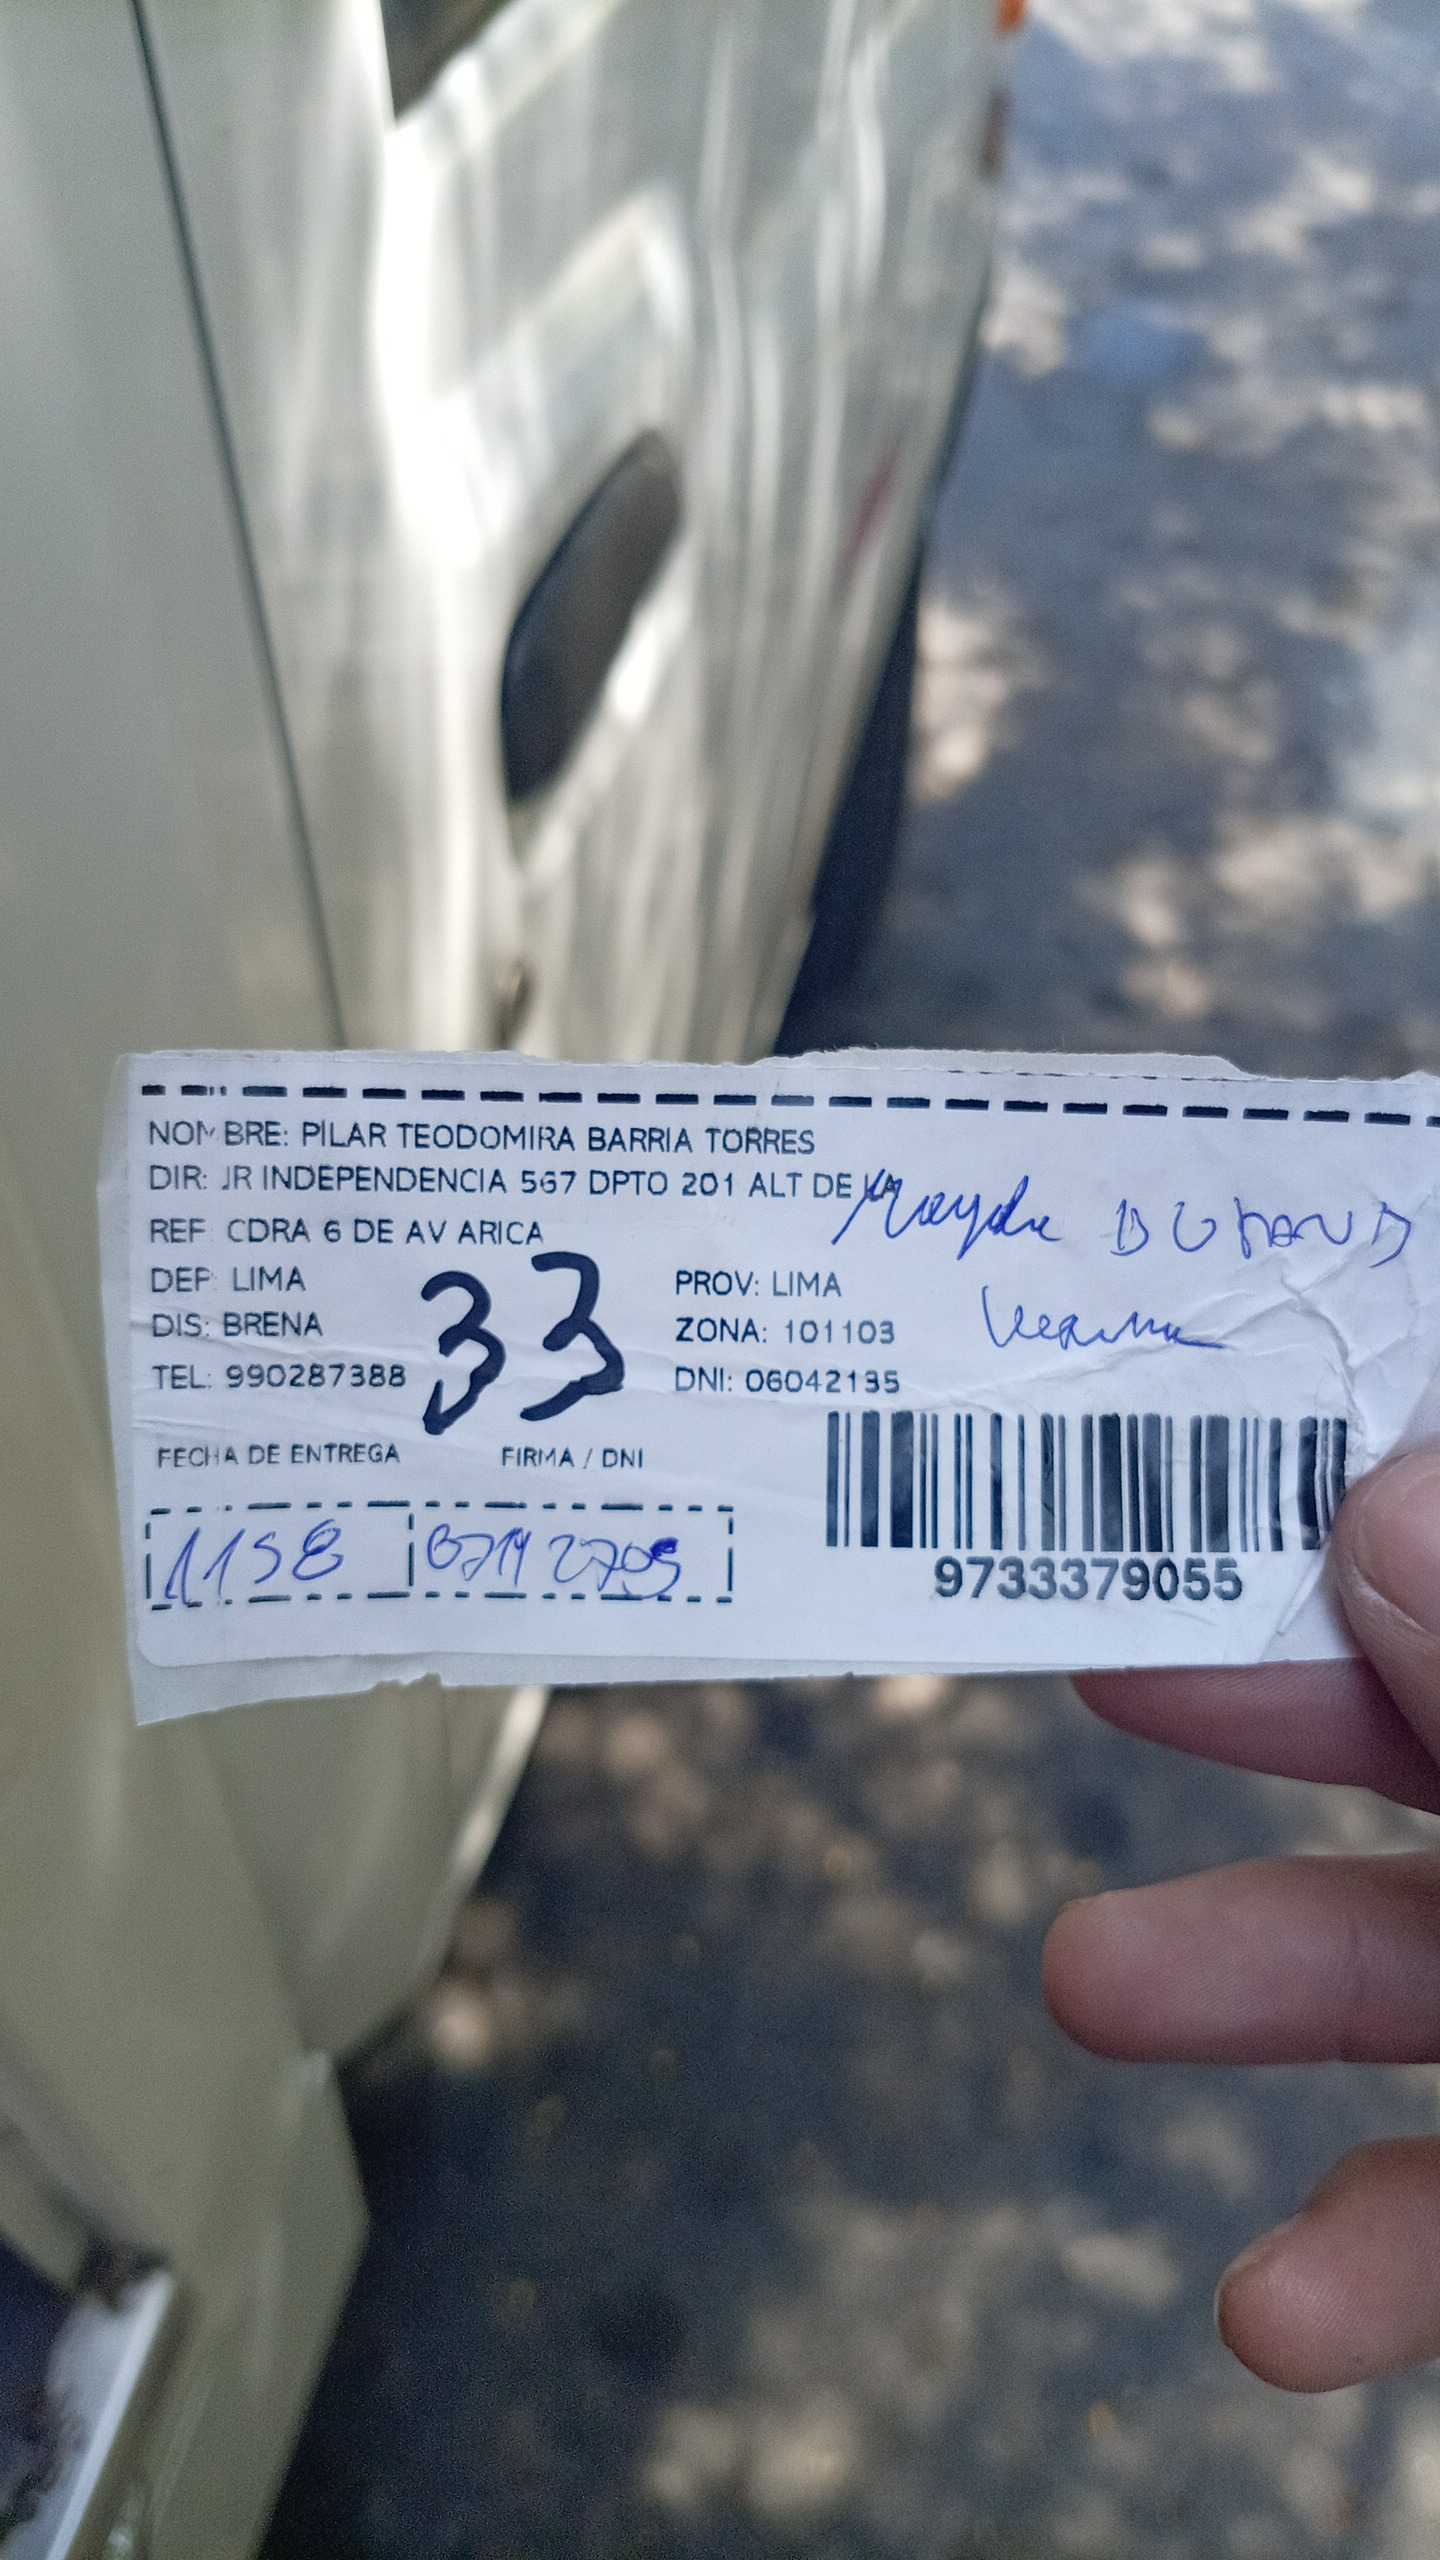 NOMBRE: PILAR TEODOMIRA BARRIA TORRES
DIR: JR INDEPENDENCIA 567 DPTO 201 ALT DE LA
REF: CDRA 6 DE AV ARICA
DEP: LIMA
DIS: BRENA
TEL: 990287388
33
PROV: LIMA
ZONA: 101103
DNI: 06042135
DURAND
FECHA DE ENTREGA
FIRMA / DNI
1158
9733379055